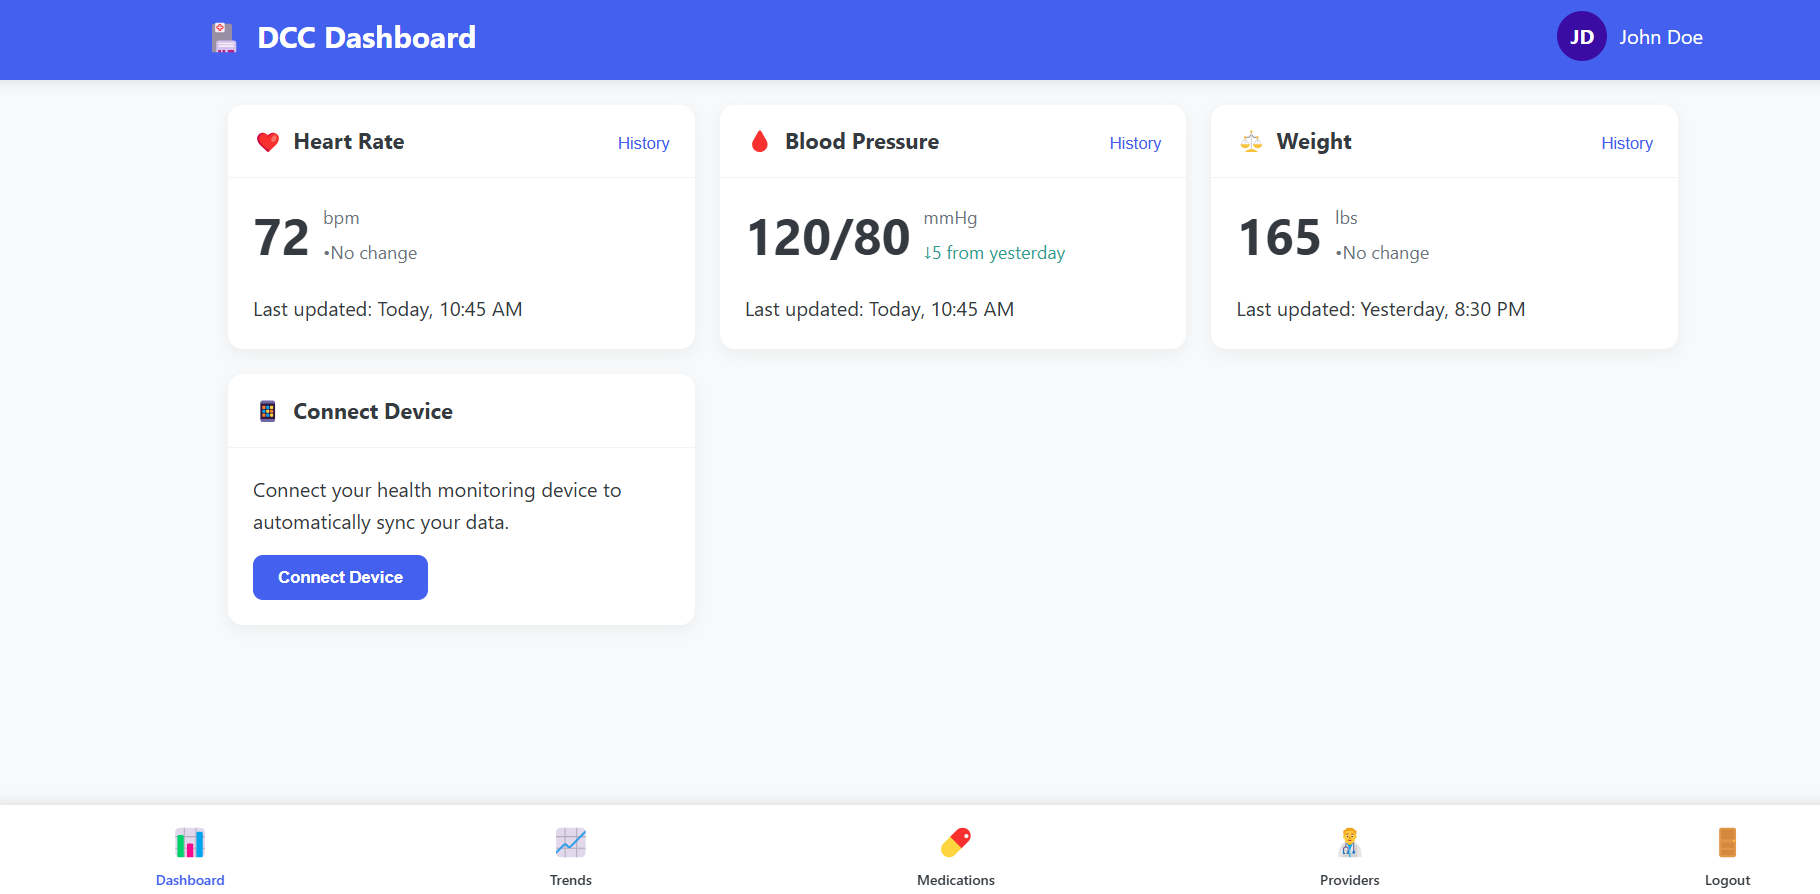 DCC Dashboard
JD John Doe
Heart Rate
History
72 bpm
•No change
Last updated: Today, 10:45 AM
Blood Pressure
History
120/80 mmHg
↓5 from yesterday
Last updated: Today, 10:45 AM
Weight
History
165 lbs
•No change
Last updated: Yesterday, 8:30 PM
Connect Device
Connect your health monitoring device to
automatically sync your data.
Connect Device
Dashboard
Trends
Medications
Providers
Logout